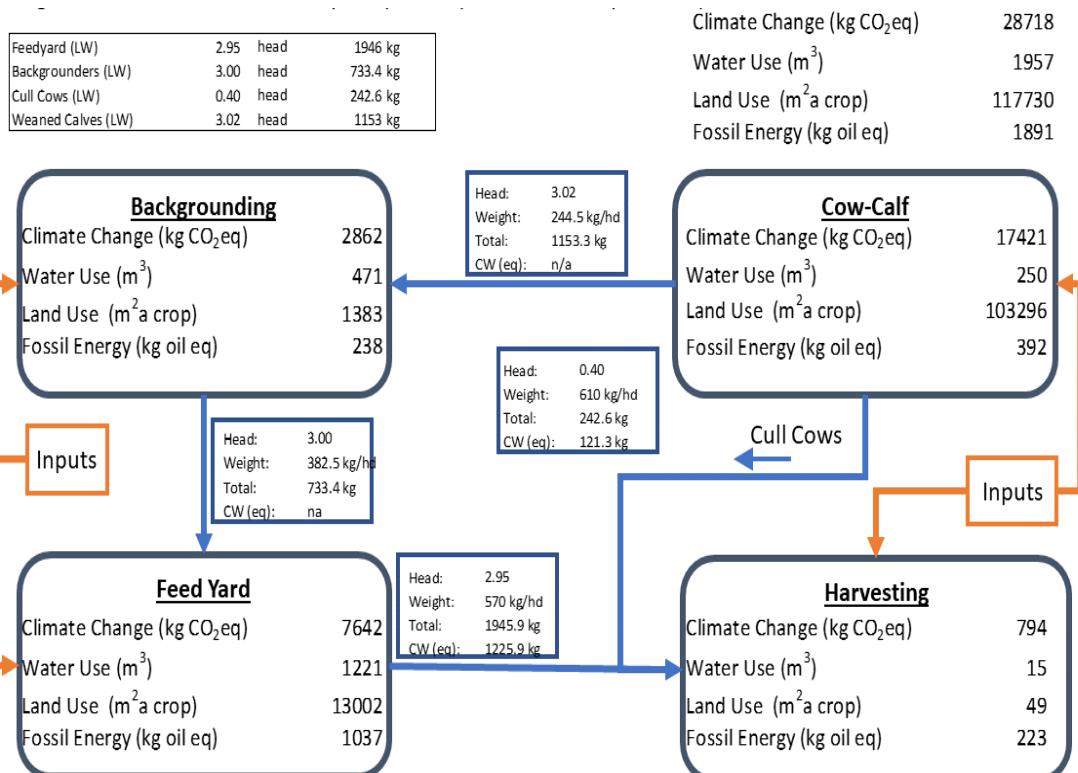 Climate Change (kg CO₂eq) 28718
Water Use (m³) 1957
Land Use (m²a crop) 117730
Fossil Energy (kg oil eq) 1891
Feedyard (LW) 2.95 head 1946 kg
Backgrounders (LW) 3.00 head 733.4 kg
Cull Cows (LW) 0.40 head 242.6 kg
Weaned Calves (LW) 3.02 head 1153 kg
Backgrounding
Climate Change (kg CO₂eq) 2862
Water Use (m³) 471
Land Use (m²a crop) 1383
Fossil Energy (kg oil eq) 238
Head: 3.02
Weight: 244.5 kg/hd
Total: 1153.3 kg
CW (eq): n/a
Cow-Calf
Climate Change (kg CO₂eq) 17421
Water Use (m³) 250
Land Use (m²a crop) 103296
Fossil Energy (kg oil eq) 392
Head: 0.40
Weight: 610 kg/hd
Total: 242.6 kg
CW (eq): 121.3 kg
Cull Cows
Inputs
Head: 3.00
Weight: 382.5 kg/hd
Total: 733.4 kg
CW (eq): na
Inputs
Feed Yard
Climate Change (kg CO₂eq) 7642
Water Use (m³) 1221
Land Use (m²a crop) 13002
Fossil Energy (kg oil eq) 1037
Head: 2.95
Weight: 570 kg/hd
Total: 1945.9 kg
CW (eq): 1225.9 kg
Harvesting
Climate Change (kg CO₂eq) 794
Water Use (m³) 15
Land Use (m²a crop) 49
Fossil Energy (kg oil eq) 223